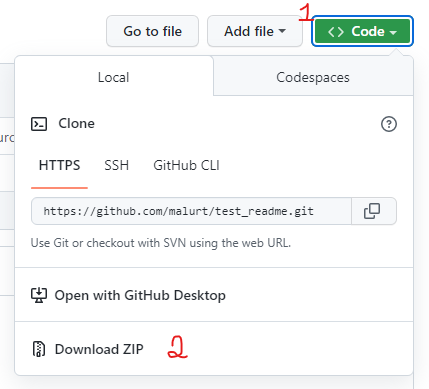 1
Go to file Add file Code
Local Codespaces
Clone
HTTPS SSH GitHub CLI
https://github.com/malurt/test_readme.git
Use Git or checkout with SVN using the web URL.
Open with GitHub Desktop
Download ZIP 2